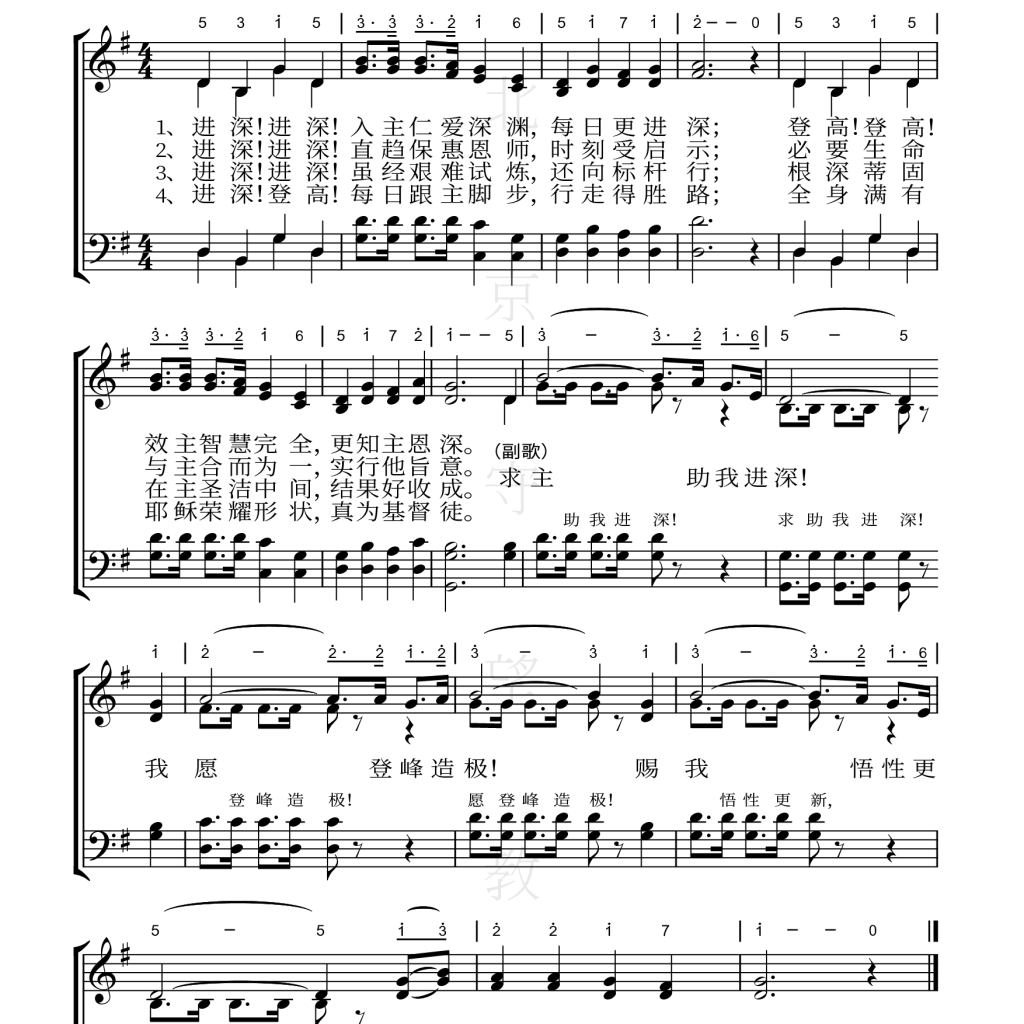 5 3 i 5 3· 3 3· 2 i 6 5 i 7 i 2 – – 0 5 3 i 5
1、进 深！进 深！入 主 仁 爱 深 渊，每 日 更 进 深； 登 高！登 高！
2、进 深！进 深！直 趋 保 惠 恩 师，时 刻 受 启 示； 必 要 生 命
3、进 深！进 深！虽 经 艰 难 试 炼，还 向 标 杆 行； 根 深 蒂 固
4、进 深！登 高！每 日 跟 主 脚 步，行 走 得 胜 路； 全 身 满 有
3· 3 3· 2 i 6 5 i 7 2 i – – 5 3 – 3· 2 i· 6 5 – 5
效 主 智 慧 完 全，更 知 主 恩 深。
与 主 合 而 为 一，实 行 他 旨 意。
在 主 圣 洁 中 间，结 果 好 收 成。
耶 稣 荣 耀 形 状，真 为 基 督 徒。
（副歌）
求 主 助 我 进 深！
助 我 进 深！ 求 助 我 进 深！
i 2 – 2· 2 i· 2 3 – 3 i 3 – 3· 2 i· 6
我 愿 登 峰 造 极！ 赐 我 悟 性 更
登 峰 造 极！ 愿 登 峰 造 极！ 悟 性 更 新，
5 – 5 i 3 2 2 i 7 i – – 0
北京守望教